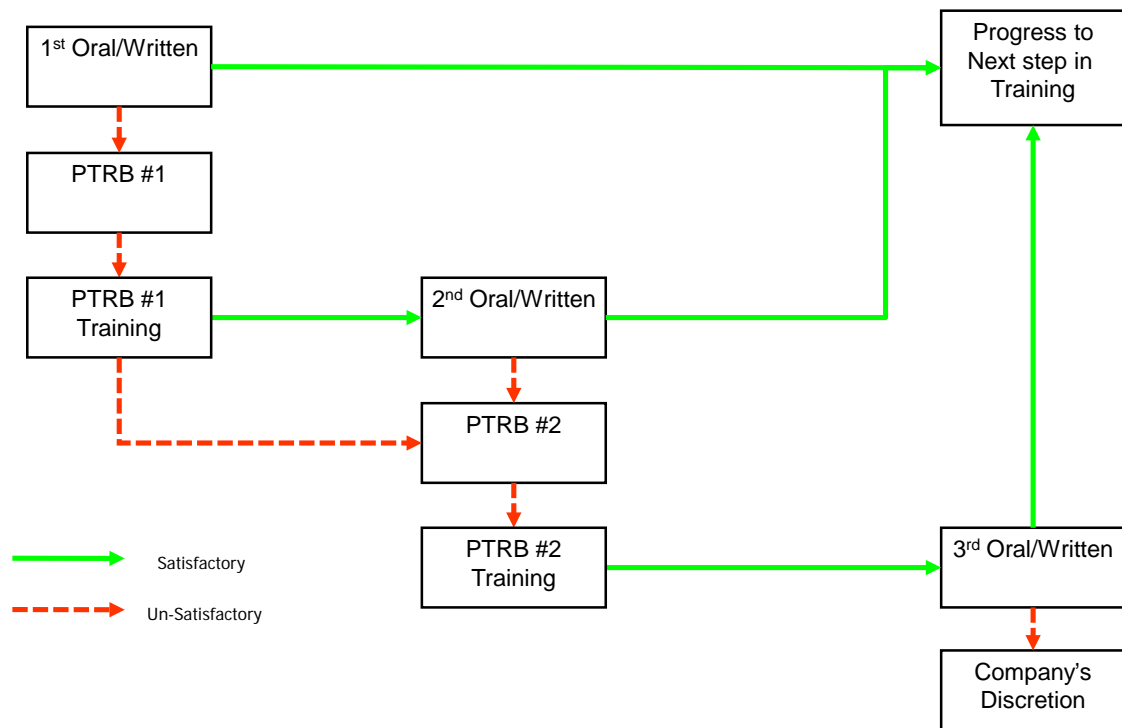 1st Oral/Written
Progress to
Next step in
Training
PTRB #1
PTRB #1
Training
2nd Oral/Written
PTRB #2
PTRB #2
Training
3rd Oral/Written
Satisfactory
Un-Satisfactory
Company’s
Discretion